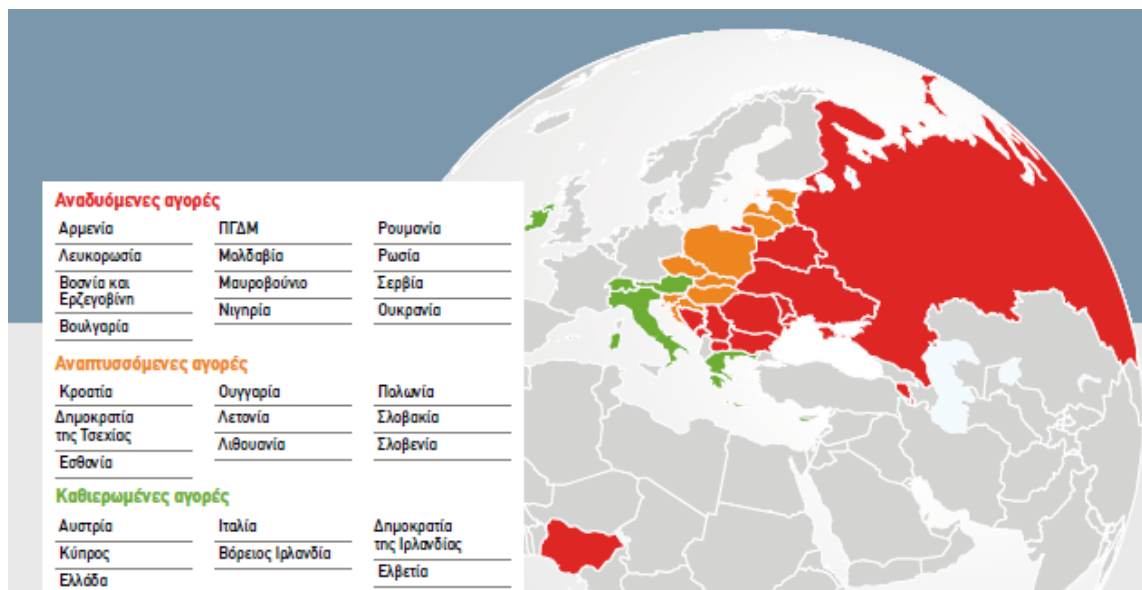 Αναδυόμενες αγορές
Αρμενία
Λευκορωσία
Βοσνία και
Ερζεγοβίνη
Βουλγαρία
ΠΓΔΜ
Μολδαβία
Μαυροβούνιο
Νιγηρία
Ρουμανία
Ρωσία
Σερβία
Ουκρανία
Αναπτυσσόμενες αγορές
Κροατία
Δημοκρατία
της Τσεχίας
Εσθονία
Ουγγαρία
Λετονία
Λιθουανία
Πολωνία
Σλοβακία
Σλοβενία
Καθιερωμένες αγορές
Αυστρία
Κύπρος
Ελλάδα
Ιταλία
Βόρειος Ιρλανδία
Δημοκρατία
της Ιρλανδίας
Ελβετία